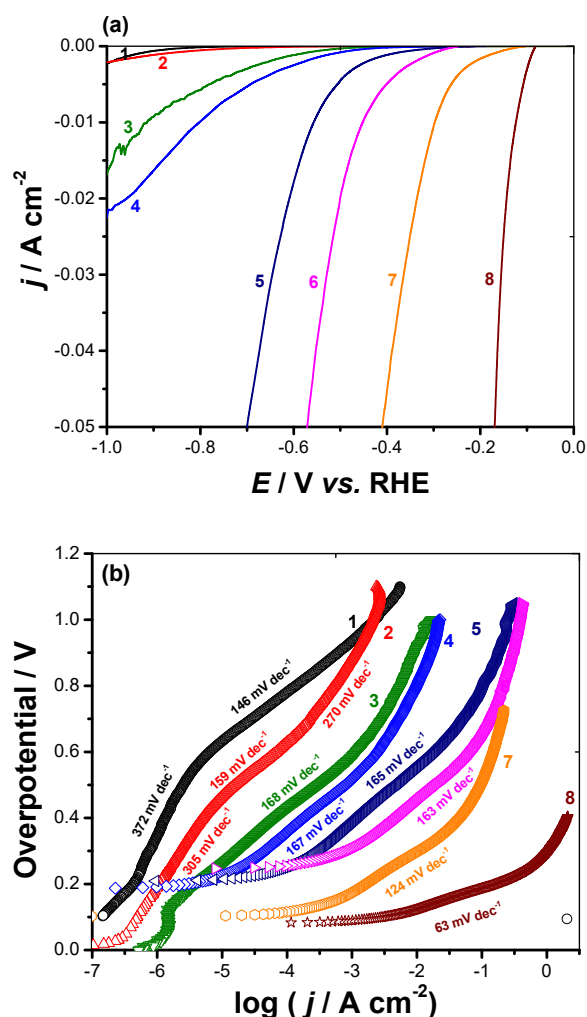 (a)
0.00
-0.01
-0.02
-0.03
-0.04
-0.05
j / A cm-2
1
2
3
4
5
6
7
8
-1.0 -0.8 -0.6 -0.4 -0.2 0.0
E / V vs. RHE
(b)
1.2
1.0
0.8
0.6
0.4
0.2
0.0
Overpotential / V
1
2
3
4
5
7
8
372 mV dec-1
146 mV dec-1
305 mV dec-1
159 mV dec-1
270 mV dec-1
168 mV dec-1
167 mV dec-1
165 mV dec-1
163 mV dec-1
124 mV dec-1
63 mV dec-1
-7 -6 -5 -4 -3 -2 -1 0
log ( j / A cm-2)